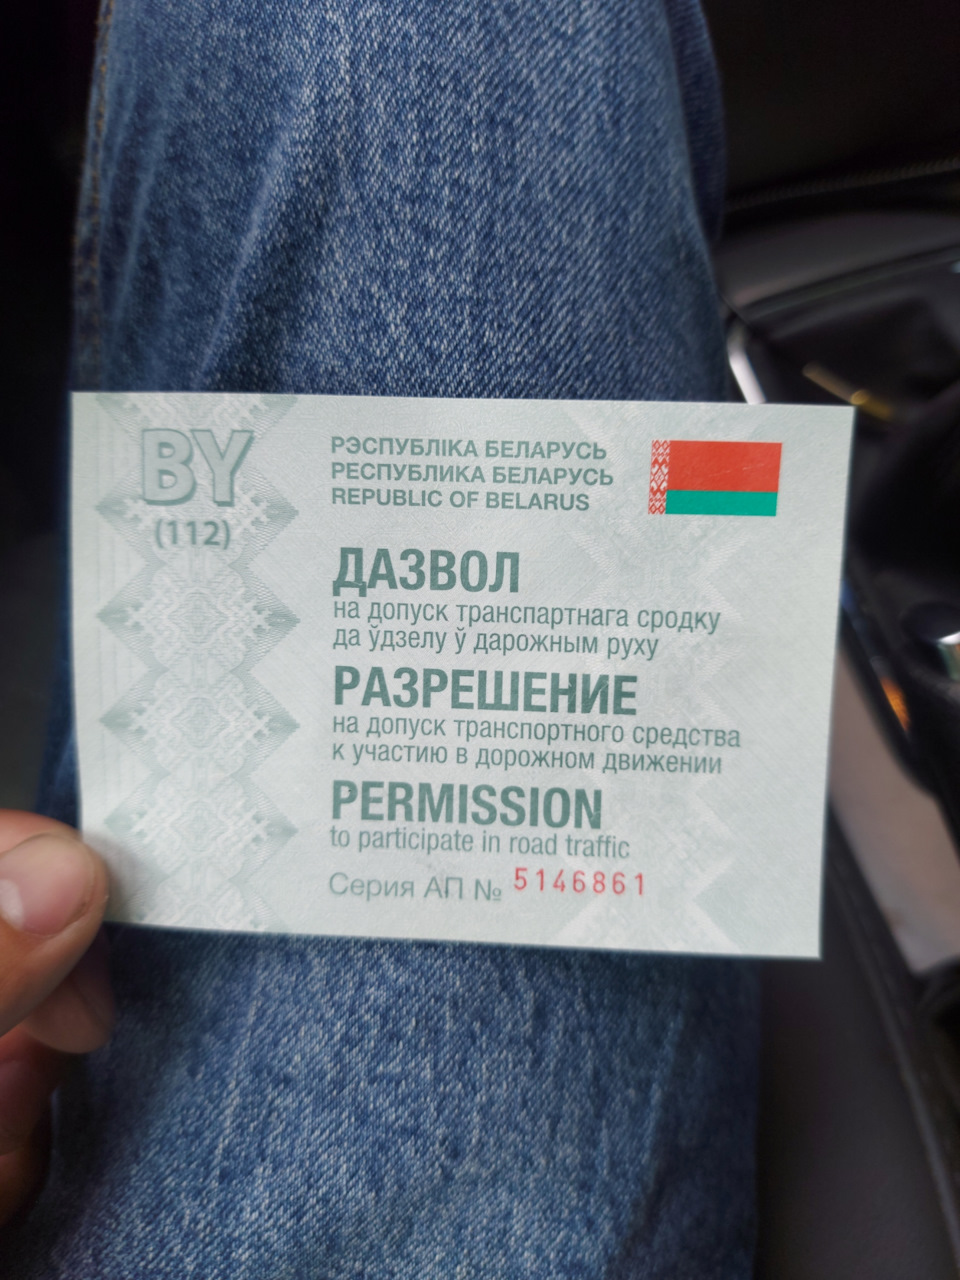 BY
(112)
РЭСПУБЛІКА БЕЛАРУСЬ
РЕСПУБЛИКА БЕЛАРУСЬ
REPUBLIC OF BELARUS
ДАЗВОЛ
на допуск транспартнага сродку
да ўдзелу ў дарожным руху
РАЗРЕШЕНИЕ
на допуск транспортного средства
к участию в дорожном движении
PERMISSION
to participate in road traffic
Серия АП № 5146861